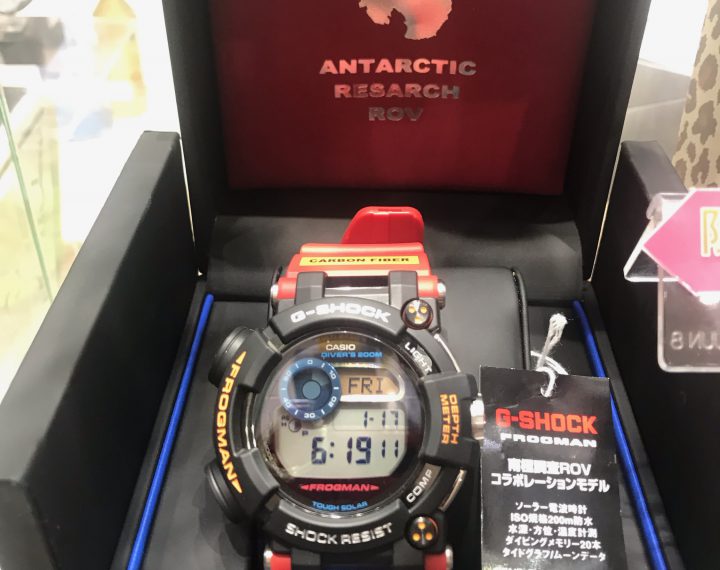 ANTARCTIC
RESARCH
ROV
CARBON FIBER
G-SHOCK
CASIO
DIVER'S 200M
LIGHT
FRI
1-17
6:19 11
DEPTH
METER
FROGMAN
FROGMAN
COMP
TOUGH SOLAR
SHOCK RESIST
G-SHOCK
FROGMAN
南極調査ROV
コラボレーションモデル
ソーラー電波時計
ISO規格200m防水
水深・方位・温度計測
ダイビングメモリー20本
タイドグラフ/ムーンデータ